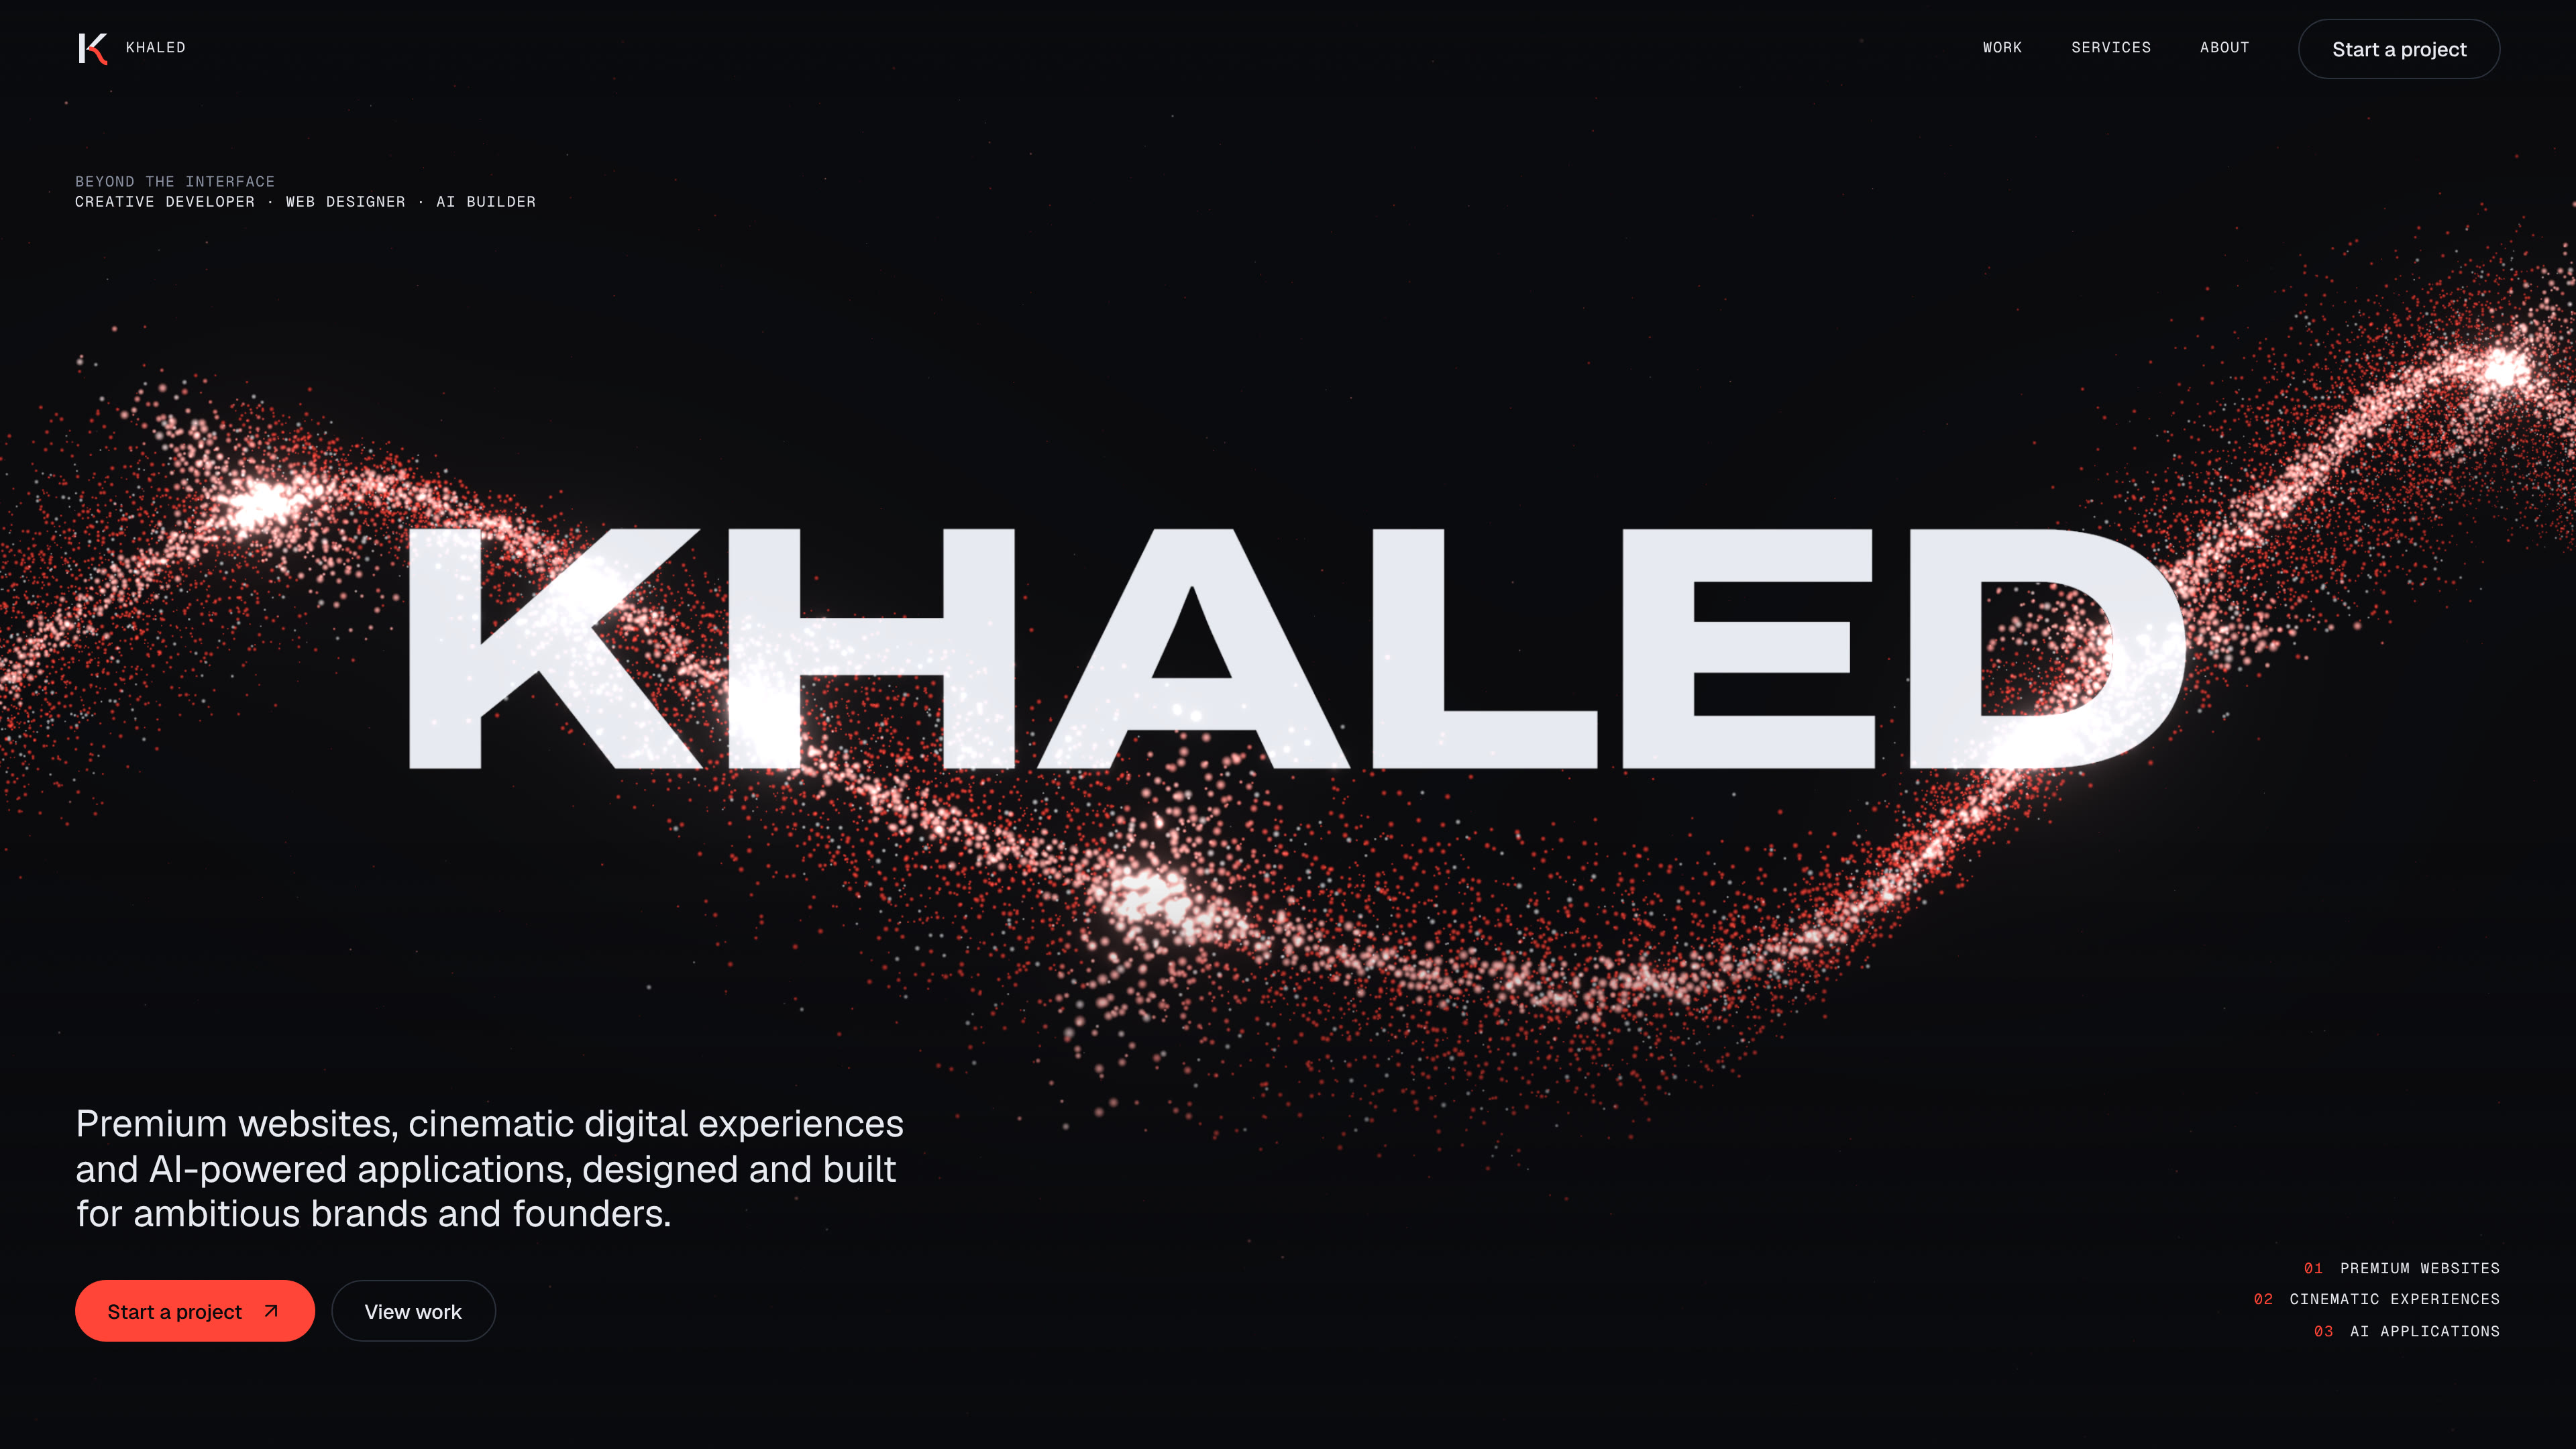 KHALED
WORK
SERVICES
ABOUT
Start a project
BEYOND THE INTERFACE
CREATIVE DEVELOPER · WEB DESIGNER · AI BUILDER
KHALED
Premium websites, cinematic digital experiences
and AI-powered applications, designed and built
for ambitious brands and founders.
Start a project
View work
01 PREMIUM WEBSITES
02 CINEMATIC EXPERIENCES
03 AI APPLICATIONS